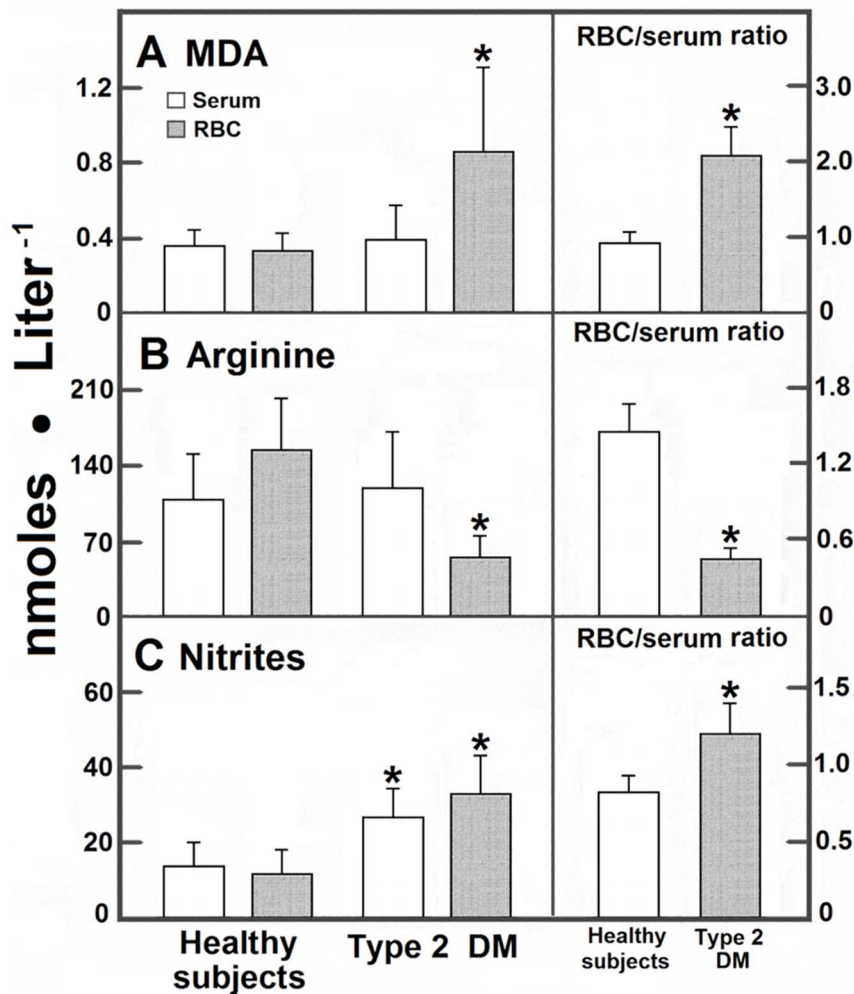 nmoles • Liter-1
A MDA
Serum
RBC
1.2
0.8
0.4
0
*
RBC/serum ratio
*
3.0
2.0
1.0
0
B Arginine
210
140
70
0
*
RBC/serum ratio
*
1.8
1.2
0.6
0
C Nitrites
60
40
20
0
*
*
RBC/serum ratio
*
1.5
1.0
0.5
0
Healthy
subjects
Type 2 DM
Healthy
subjects
Type 2
DM